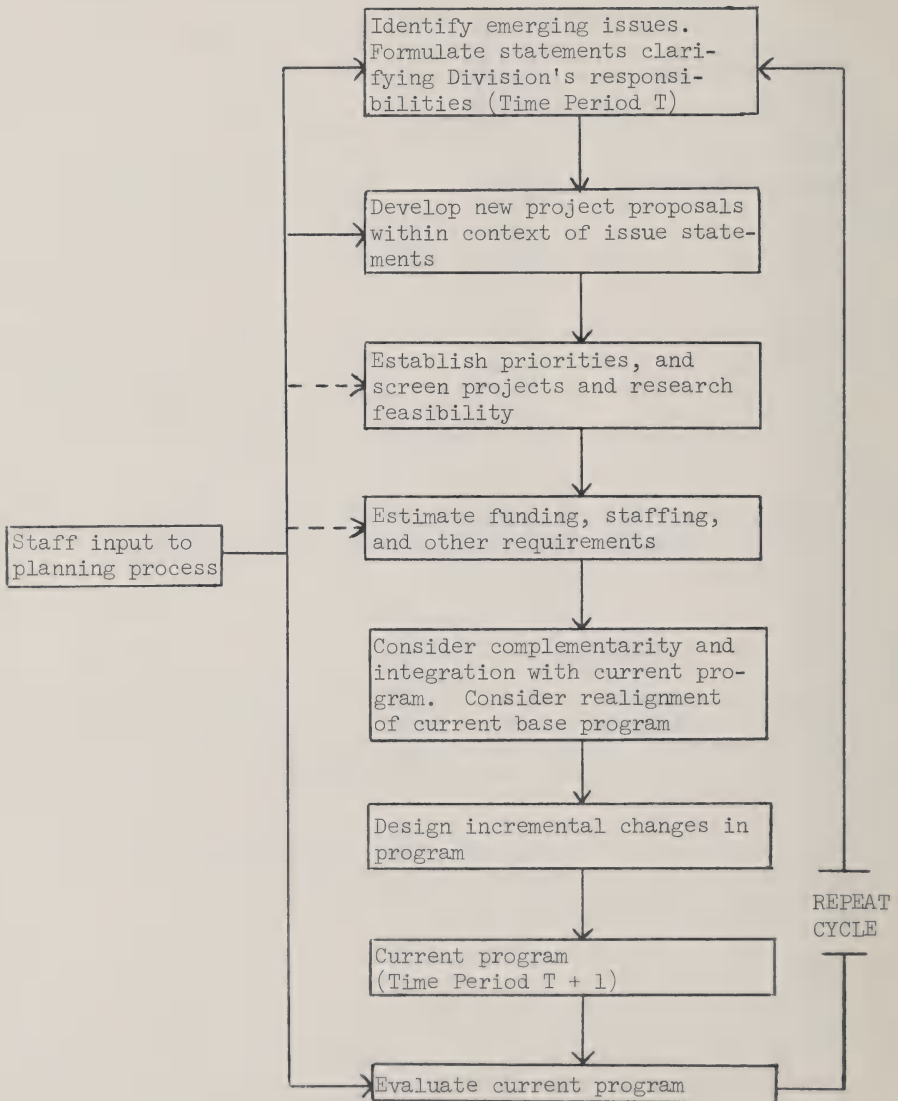 Identify emerging issues.
Formulate statements clari-
fying Division's responsi-
bilities (Time Period T)
Develop new project proposals
within context of issue state-
ments
Establish priorities, and
screen projects and research
feasibility
Estimate funding, staffing,
and other requirements
Staff input to
planning process
Consider complementarity and
integration with current pro-
gram.  Consider realignment
of current base program
Design incremental changes in
program
REPEAT
CYCLE
Current program
(Time Period T + 1)
Evaluate current program